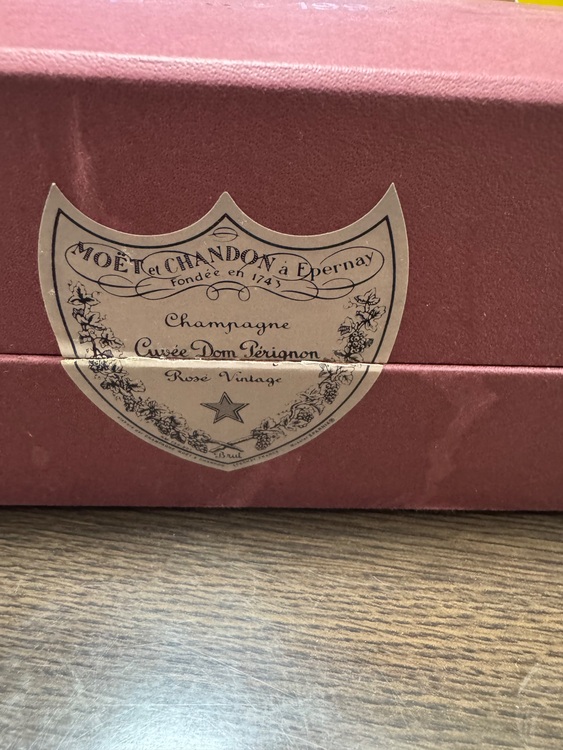 MOËT et CHANDON à Epernay
Fondée en 1743
Champagne
Cuvée Dom Pérignon
Rosé Vintage
Brut